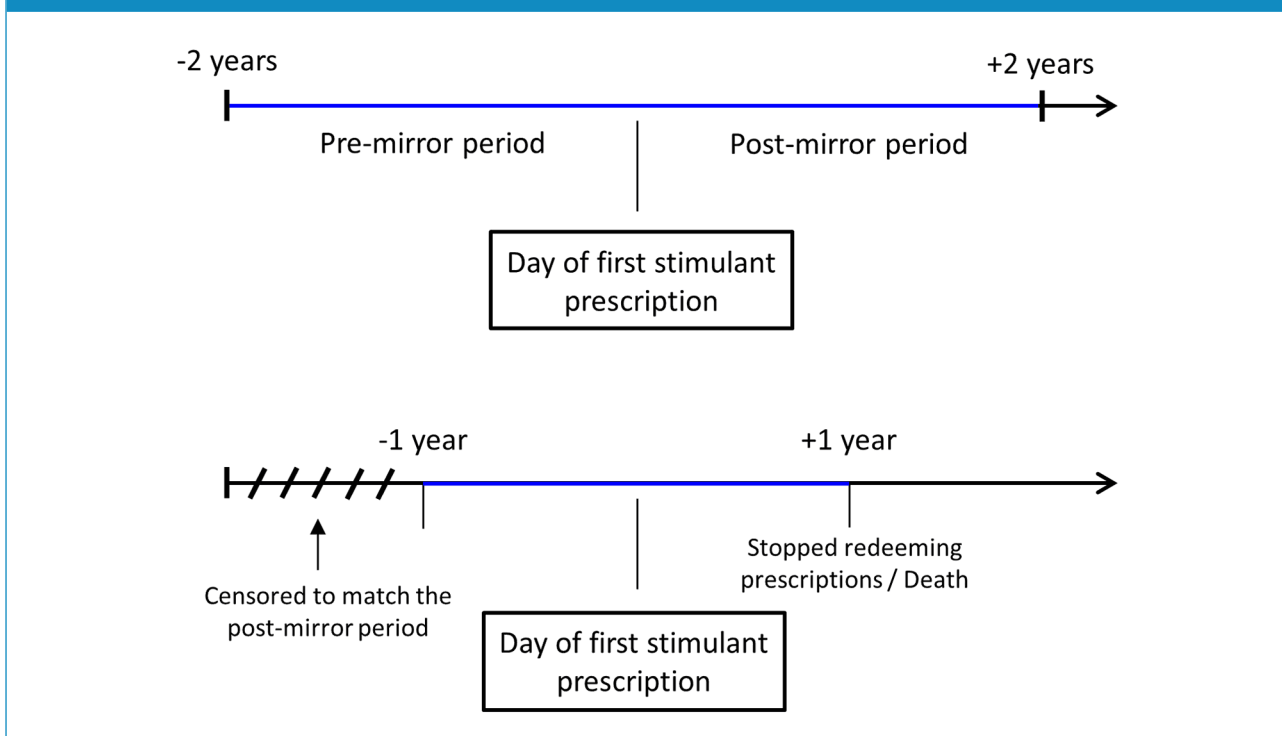 -2 years
+2 years
Pre-mirror period
Post-mirror period
Day of first stimulant
prescription
-1 year
+1 year
Stopped redeeming
prescriptions / Death
Censored to match the
post-mirror period
Day of first stimulant
prescription